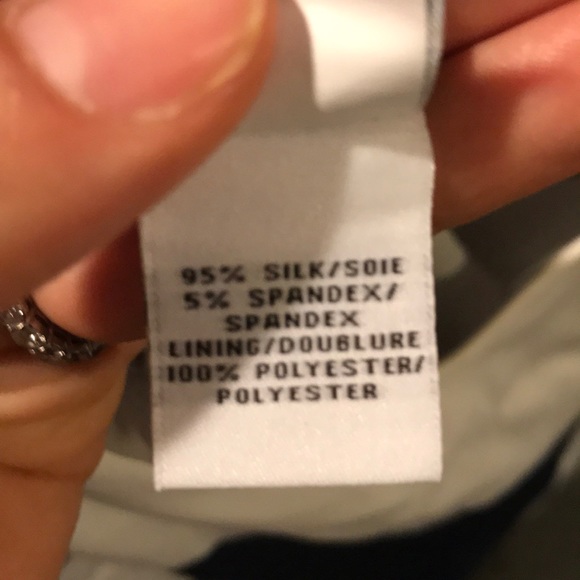 95% SILK/SOIE
5% SPANDEX/
SPANDEX
LINING/DOUBLURE
100% POLYESTER/
POLYESTER